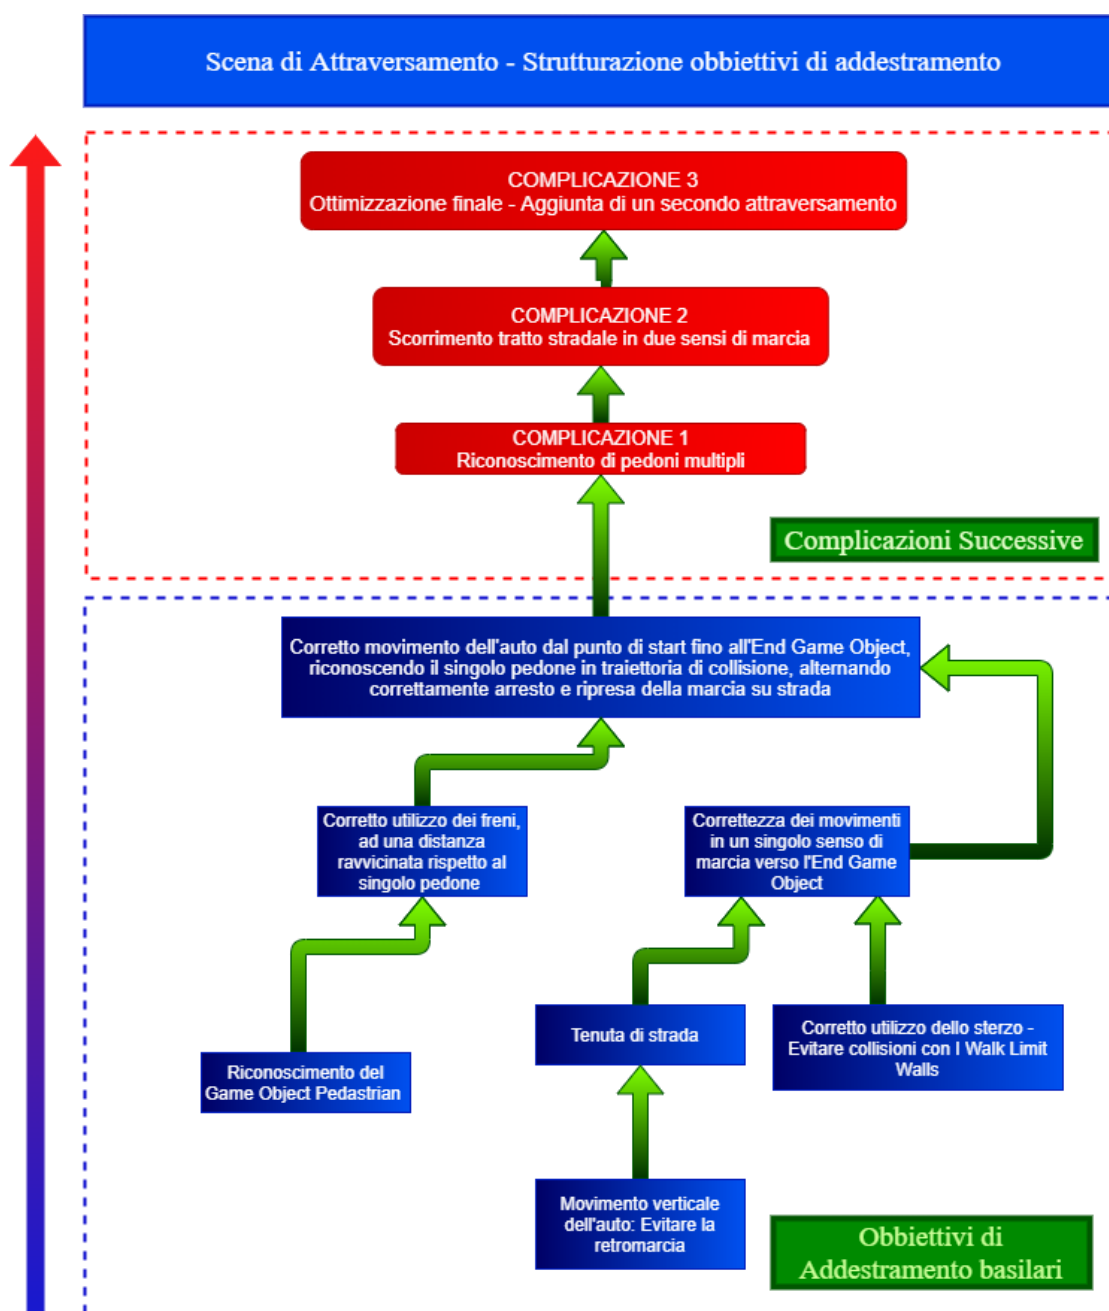 Scena di Attraversamento - Strutturazione obbiettivi di addestramento
COMPLICAZIONE 3
Ottimizzazione finale - Aggiunta di un secondo attraversamento
COMPLICAZIONE 2
Scorrimento tratto stradale in due sensi di marcia
COMPLICAZIONE 1
Riconoscimento di pedoni multipli
Complicazioni Successive
Corretto movimento dell'auto dal punto di start fino all'End Game Object,
riconoscendo il singolo pedone in traiettoria di collisione, alternando
correttamente arresto e ripresa della marcia su strada
Corretto utilizzo dei freni,
ad una distanza
ravvicinata rispetto al
singolo pedone
Correttezza dei movimenti
in un singolo senso di
marcia verso l'End Game
Object
Riconoscimento del
Game Object Pedastrian
Tenuta di strada
Corretto utilizzo dello sterzo -
Evitare collisioni con I Walk Limit
Walls
Movimento verticale
dell'auto: Evitare la
retromarcia
Obbiettivi di
Addestramento basilari